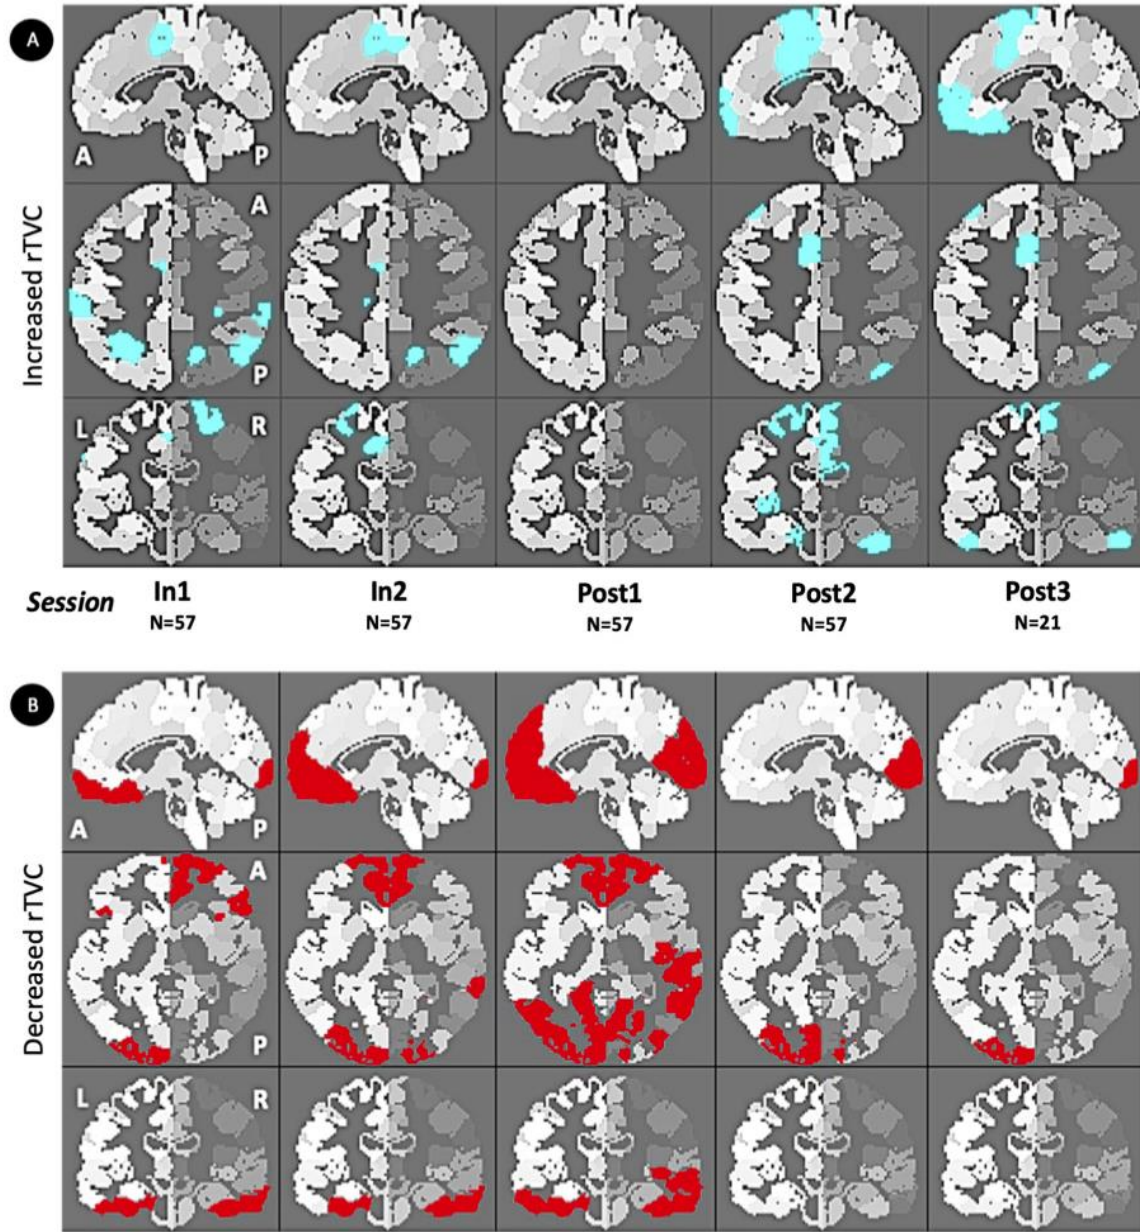 A
Increased rTVC
A P
A
P
L R
Session In1 In2 Post1 Post2 Post3
N=57 N=57 N=57 N=57 N=21
B
Decreased rTVC
A P
A
P
L R